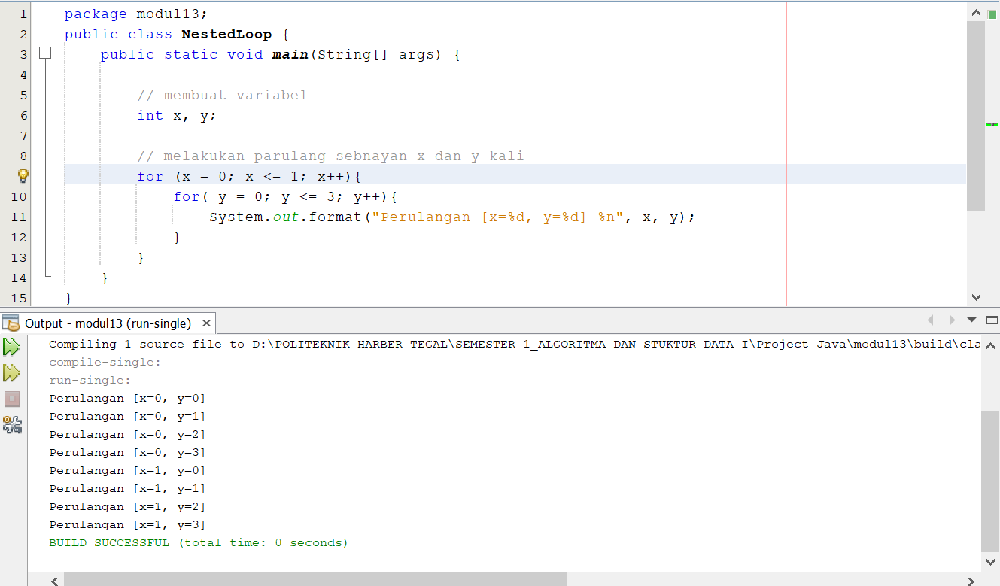 1 package modul13;
2 public class NestedLoop {
3 public static void main(String[] args) {
4
5 // membuat variabel
6 int x, y;
7
8 // melakukan parulang sebnayan x dan y kali
for (x = 0; x <= 1; x++){
10 for( y = 0; y <= 3; y++){
11 System.out.format("Perulangan [x=%d, y=%d] %n", x, y);
12 }
13 }
14 }
15 }
Output - modul13 (run-single)
Compiling 1 source file to D:\POLITEKNIK HARBER TEGAL\SEMESTER 1_ALGORITMA DAN STUKTUR DATA I\Project Java\modul13\build\cla
compile-single:
run-single:
Perulangan [x=0, y=0]
Perulangan [x=0, y=1]
Perulangan [x=0, y=2]
Perulangan [x=0, y=3]
Perulangan [x=1, y=0]
Perulangan [x=1, y=1]
Perulangan [x=1, y=2]
Perulangan [x=1, y=3]
BUILD SUCCESSFUL (total time: 0 seconds)